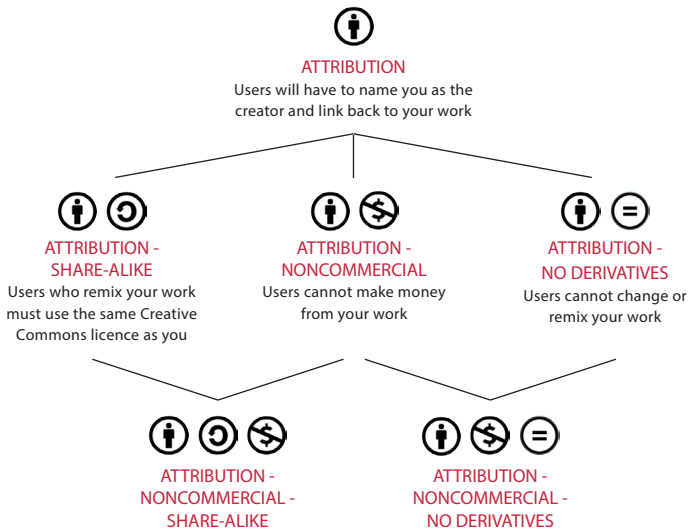 ATTRIBUTION
Users will have to name you as the
creator and link back to your work
ATTRIBUTION -
SHARE-ALIKE
Users who remix your work
must use the same Creative
Commons licence as you
ATTRIBUTION -
NONCOMMERCIAL
Users cannot make money
from your work
ATTRIBUTION -
NO DERIVATIVES
Users cannot change or
remix your work
ATTRIBUTION -
NONCOMMERCIAL -
SHARE-ALIKE
ATTRIBUTION -
NONCOMMERCIAL -
NO DERIVATIVES